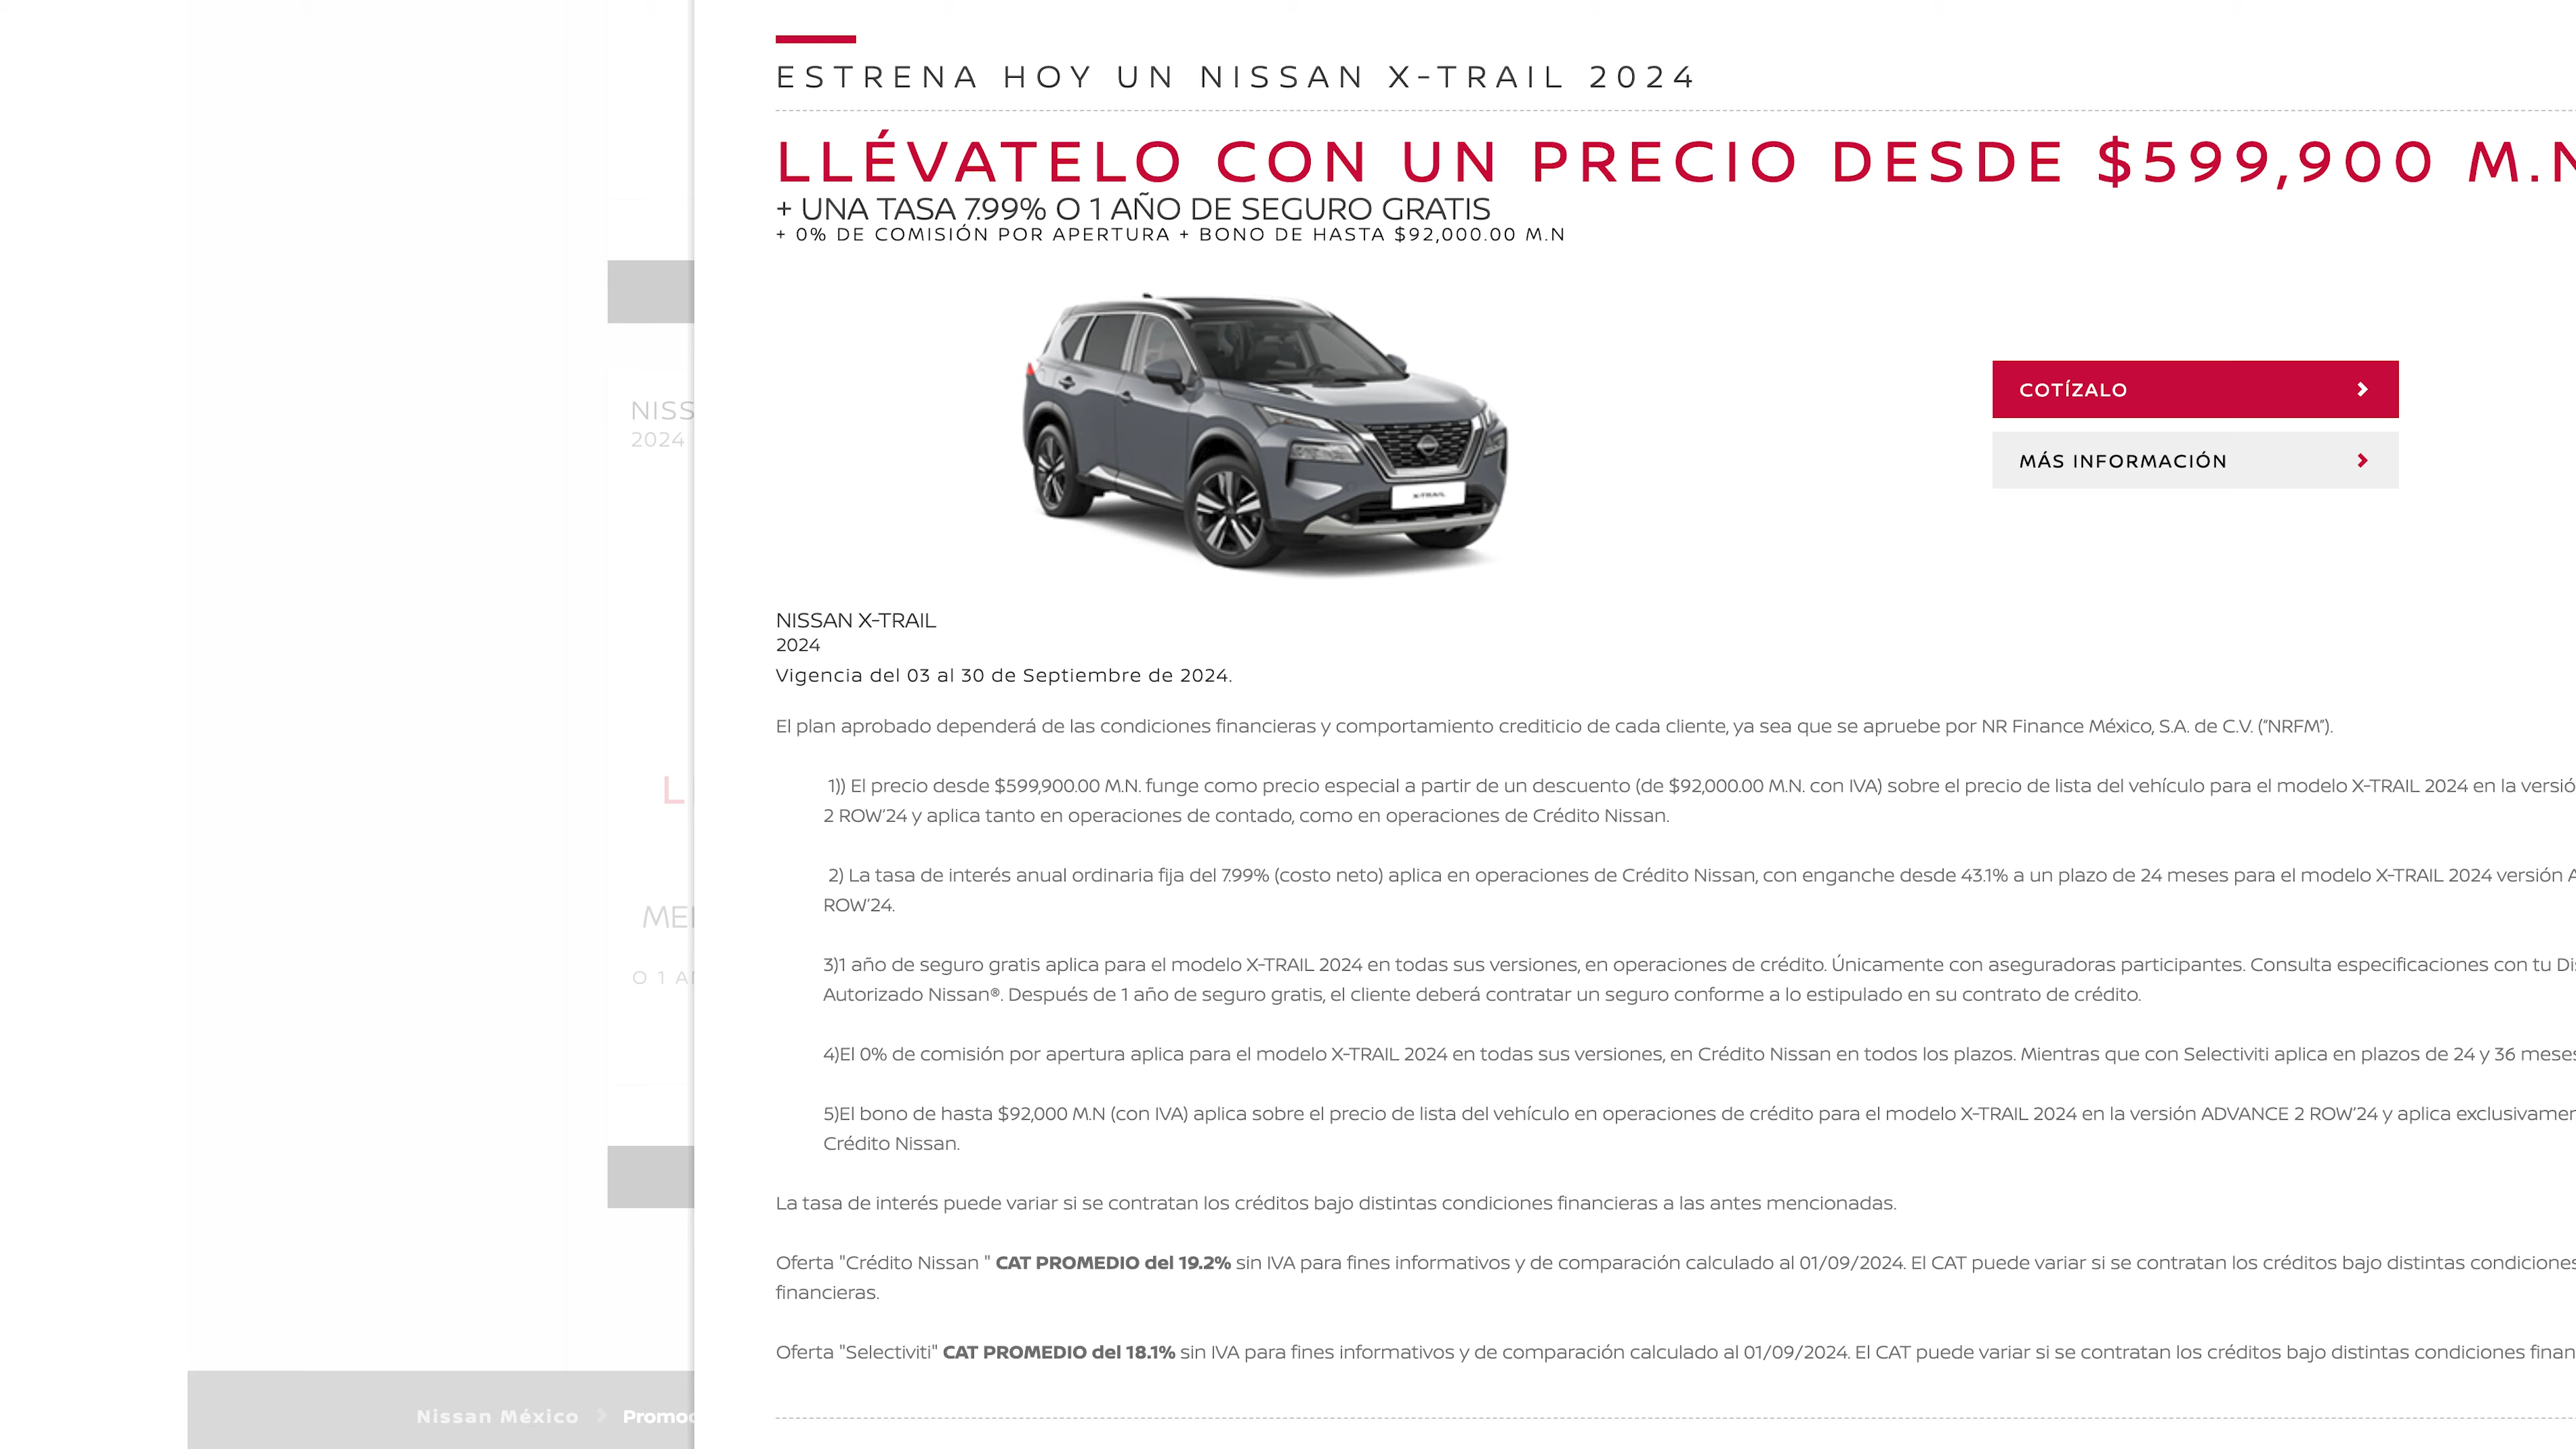 ESTRENA HOY UN NISSAN X-TRAIL 2024
LLÉVATELO CON UN PRECIO DESDE $599,900
+ UNA TASA 7.99% O 1 AÑO DE SEGURO GRATIS
+ 0% DE COMISIÓN POR APERTURA + BONO DE HASTA $92,000.00 M.N
COTÍZALO
MÁS INFORMACIÓN
X-TRAIL
2024
NISSAN X-TRAIL
2024
Vigencia del 03 al 30 de Septiembre de 2024.
El plan aprobado dependerá de las condiciones financieras y comportamiento crediticio de cada cliente, ya sea que se apruebe por NR Finance México, S.A. de C.V. ("NRFM").
1)) El precio desde $599,900.00 M.N. funge como precio especial a partir de un descuento (de $92,000.00 M.N. con IVA) sobre el precio de lista del vehículo para el modelo X-TRAIL 2024 en la
2 ROW'24 y aplica tanto en operaciones de contado, como en operaciones de Crédito Nissan.
2) La tasa de interés anual ordinaria fija del 7.99% (costo neto) aplica en operaciones de Crédito Nissan, con enganche desde 43.1% a un plazo de 24 meses para el modelo X-TRAIL 2024 versión
ROW'24.
3)1 año de seguro gratis aplica para el modelo X-TRAIL 2024 en todas sus versiones, en operaciones de crédito. Únicamente con aseguradoras participantes. Consulta especificaciones con tu
Autorizado Nissan®. Después de 1 año de seguro gratis, el cliente deberá contratar un seguro conforme a lo estipulado en su contrato de crédito.
4)El 0% de comisión por apertura aplica para el modelo X-TRAIL 2024 en todas sus versiones, en Crédito Nissan en todos los plazos. Mientras que con Selectiviti aplica en plazos de 24 y 36 meses
5)El bono de hasta $92,000 M.N (con IVA) aplica sobre el precio de lista del vehículo en operaciones de crédito para el modelo X-TRAIL 2024 en la versión ADVANCE 2 ROW'24 y aplica
Crédito Nissan.
La tasa de interés puede variar si se contratan los créditos bajo distintas condiciones financieras a las antes mencionadas.
Oferta "Crédito Nissan " CAT PROMEDIO del 19.2% sin IVA para fines informativos y de comparación calculado al 01/09/2024. El CAT puede variar si se contratan los créditos bajo distintas condiciones
financieras.
Oferta "Selectiviti" CAT PROMEDIO del 18.1% sin IVA para fines informativos y de comparación calculado al 01/09/2024. El CAT puede variar si se contratan los créditos bajo distintas condiciones
Nissan México